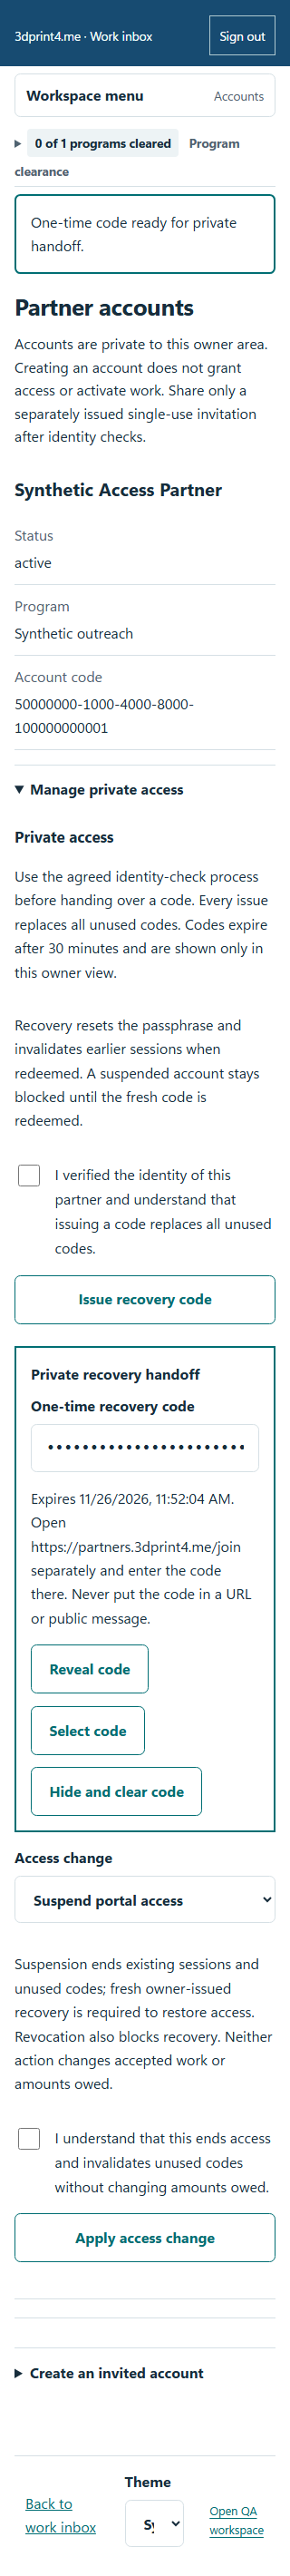 3dprint4.me · Work inbox
Sign out
Workspace menu
Accounts
0 of 1 programs cleared Program
clearance
One-time code ready for private
handoff.
Partner accounts
Accounts are private to this owner area.
Creating an account does not grant
access or activate work. Share only a
separately issued single-use invitation
after identity checks.
Synthetic Access Partner
Status
active
Program
Synthetic outreach
Account code
50000000-1000-4000-8000-
100000000001
Manage private access
Private access
Use the agreed identity-check process
before handing over a code. Every issue
replaces all unused codes. Codes expire
after 30 minutes and are shown only in
this owner view.
Recovery resets the passphrase and
invalidates earlier sessions when
redeemed. A suspended account stays
blocked until the fresh code is
redeemed.
I verified the identity of this
partner and understand that
issuing a code replaces all unused
codes.
Issue recovery code
Private recovery handoff
One-time recovery code
Expires 11/26/2026, 11:52:04 AM.
Open
https://partners.3dprint4.me/join
separately and enter the code
there. Never put the code in a URL
or public message.
Reveal code
Select code
Hide and clear code
Access change
Suspend portal access
Suspension ends existing sessions and
unused codes; fresh owner-issued
recovery is required to restore access.
Revocation also blocks recovery. Neither
action changes accepted work or
amounts owed.
I understand that this ends access
and invalidates unused codes
without changing amounts owed.
Apply access change
Create an invited account
Back to
work inbox
Theme
Open QA
workspace